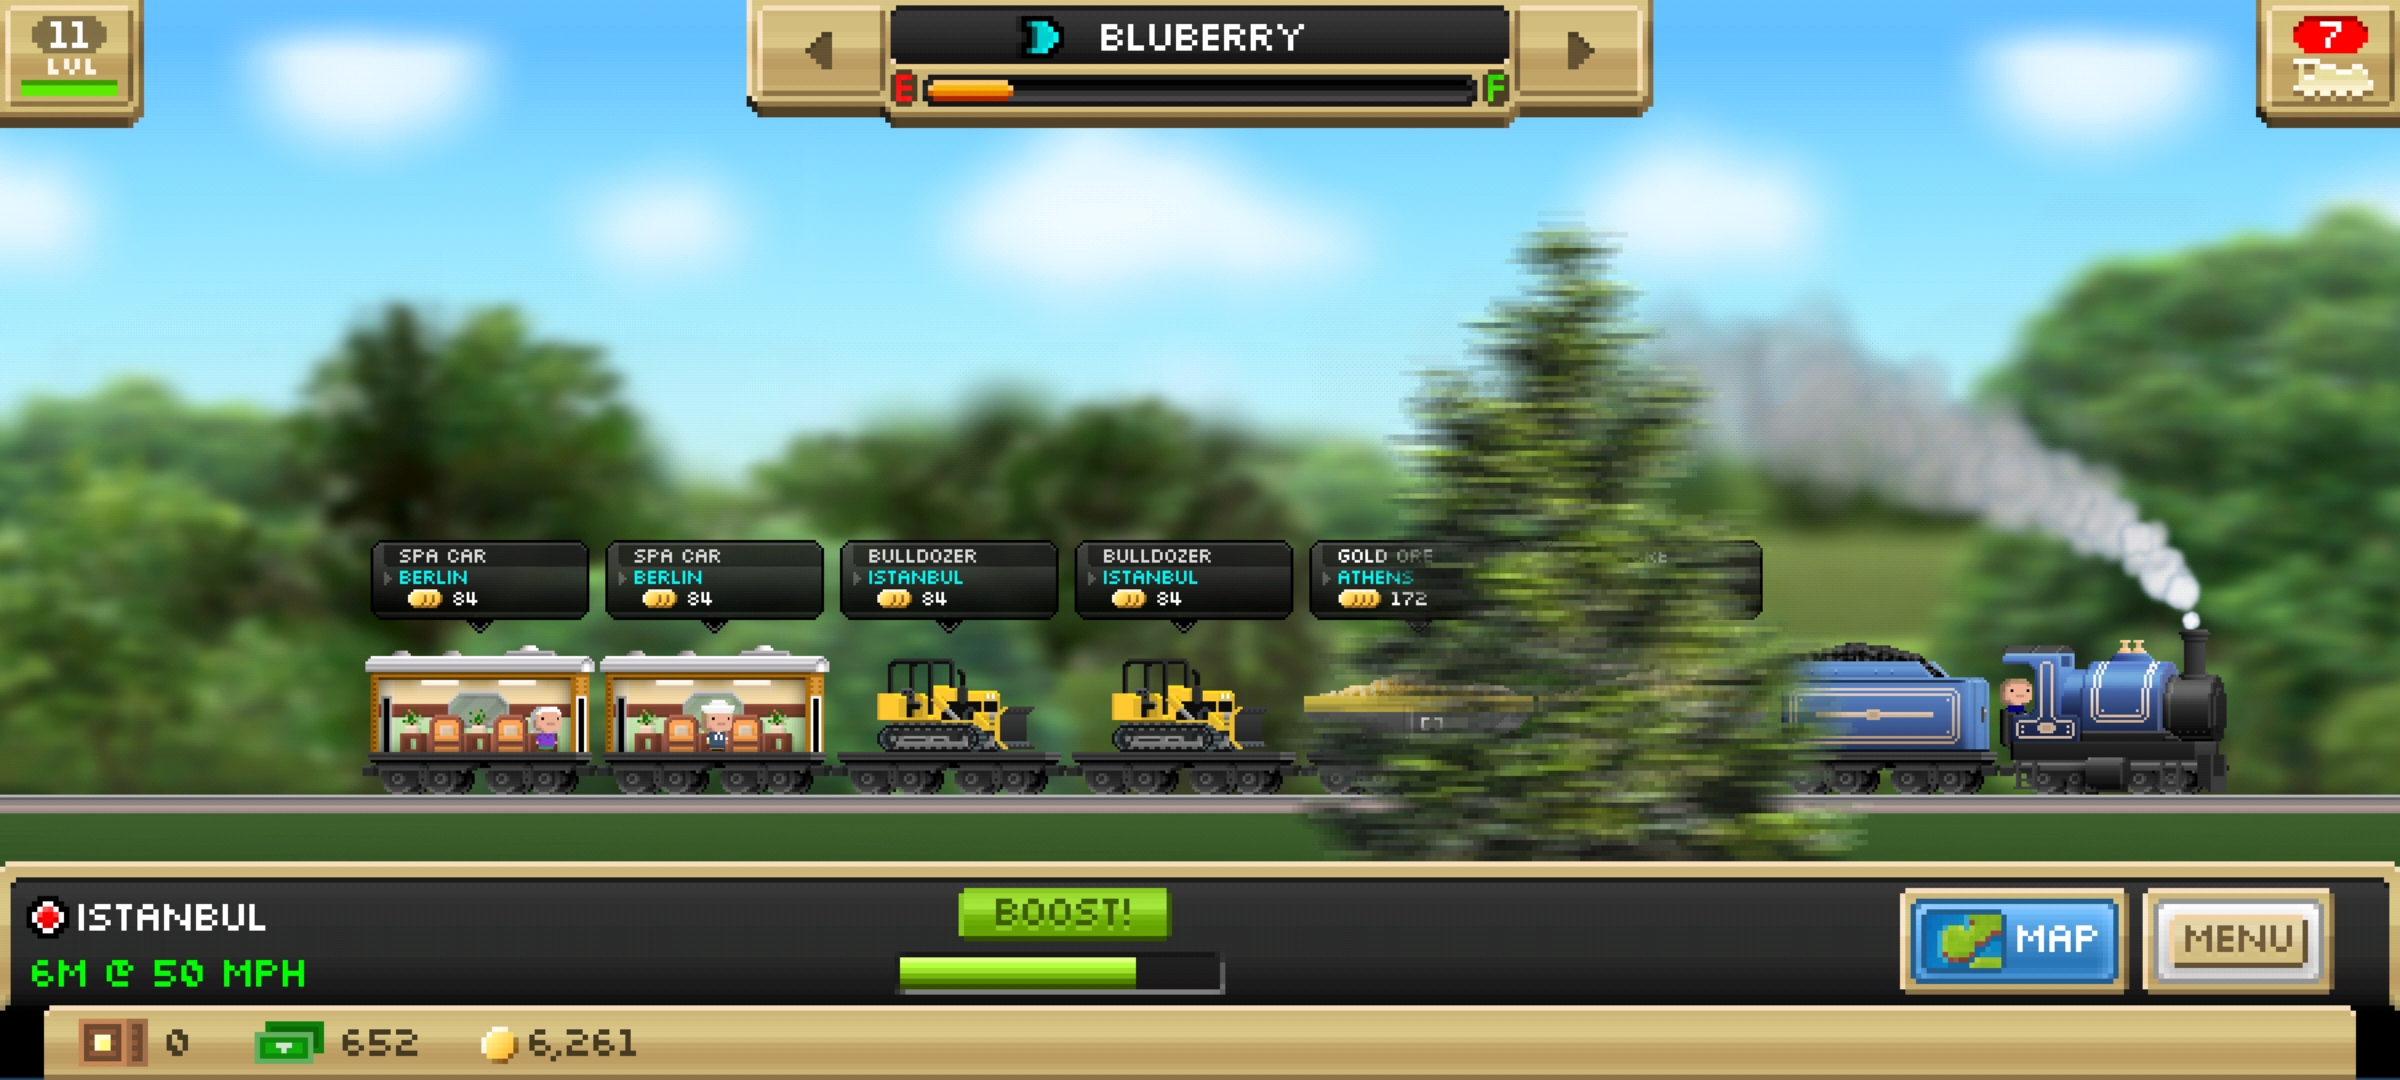 11
LVL
BLUBERRY
E
F
7
SPA CAR
BERLIN
84
SPA CAR
BERLIN
84
BULLDOZER
ISTANBUL
84
BULLDOZER
ISTANBUL
84
GOLD ORE
ATHENS
172
ISTANBUL
6M @ 50 MPH
BOOST!
MAP
MENU
0
652
6,261